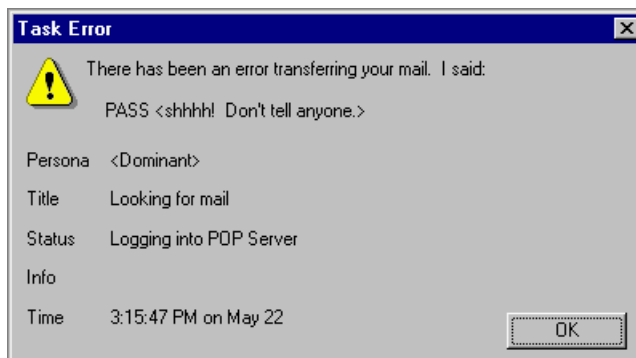 Task Error
There has been an error transferring your mail.  I said:
PASS <shhhh!  Don't tell anyone.>
Persona <Dominant>
Title Looking for mail
Status Logging into POP Server
Info
Time 3:15:47 PM on May 22
OK